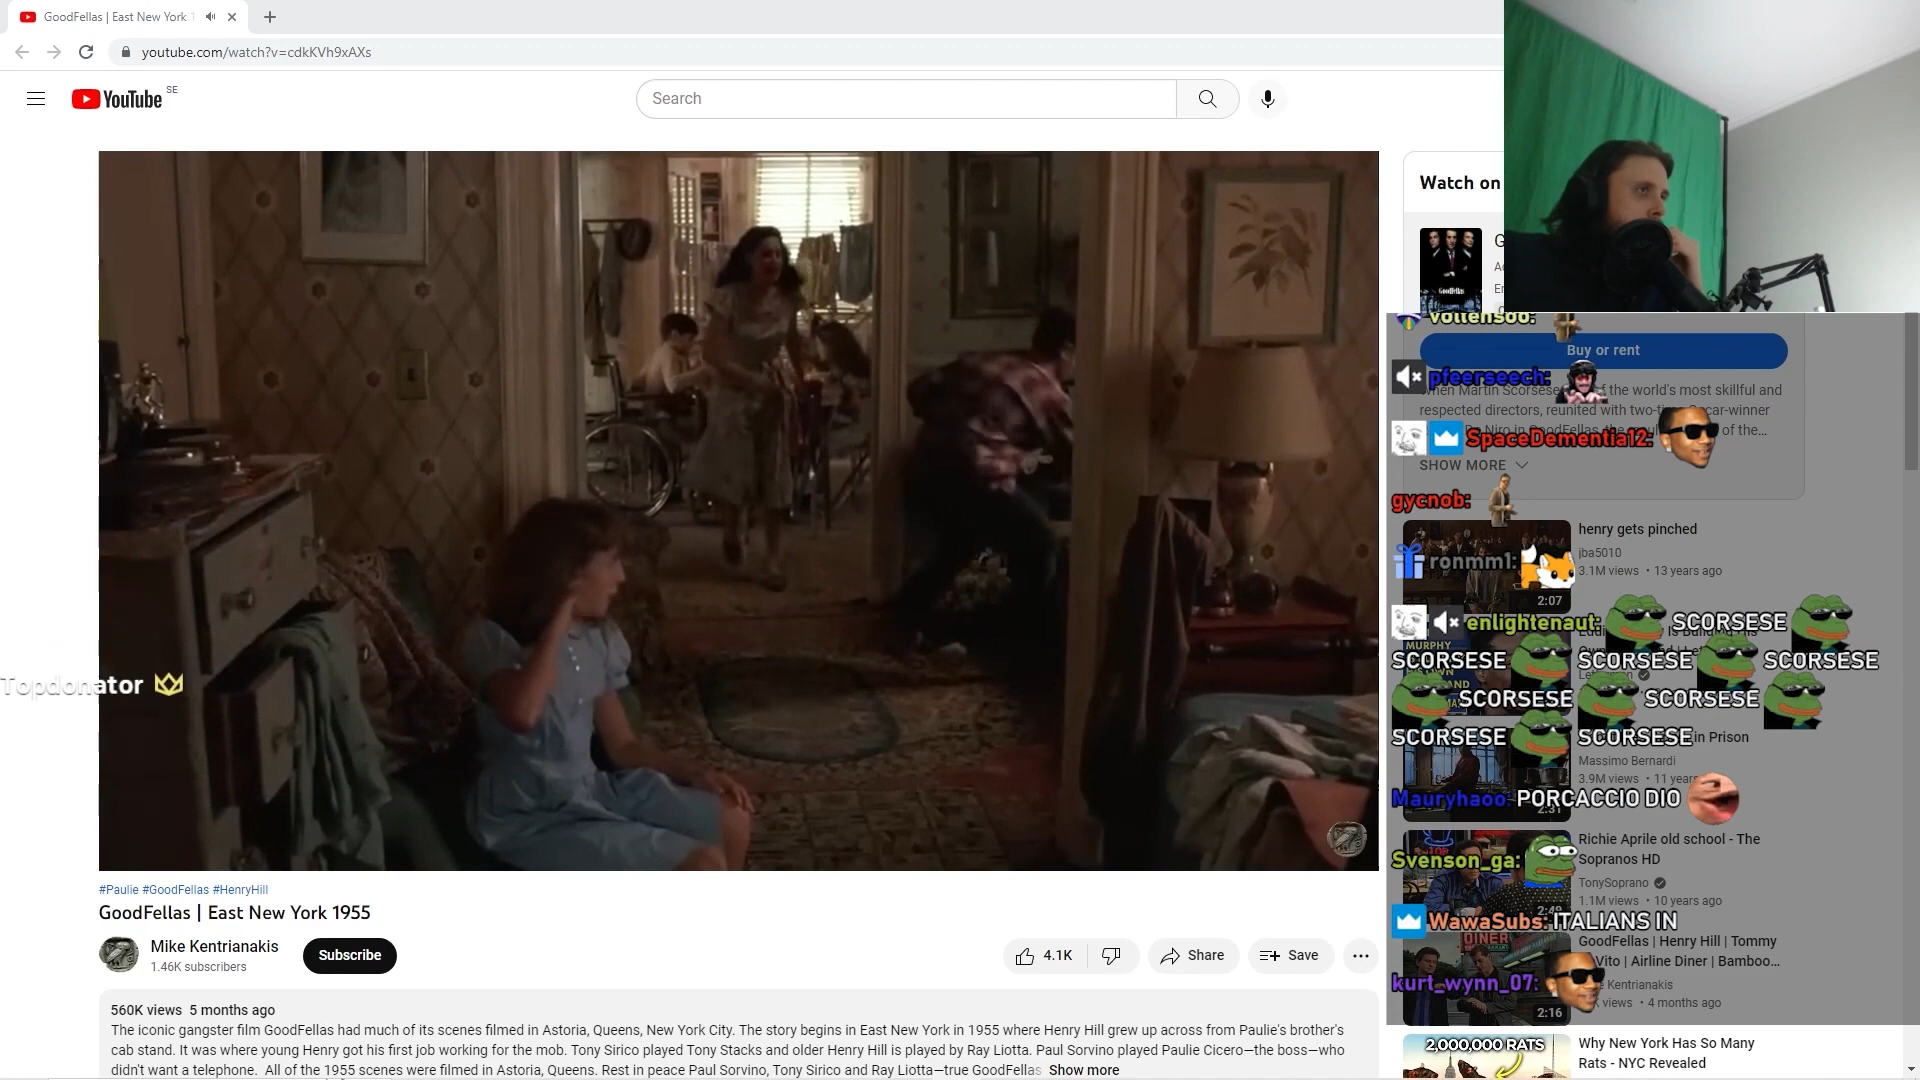 GoodFellas | East New York 1
youtube.com/watch?v=cdkKVh9xAXs
YouTube SE
Search
Watch on
GoodFellas
Buy or rent
respected directors, reunited with
SHOW MORE
henry gets pinched
jba5010
3.1M views • 13 years ago
2:07
in Prison
Massimo Bernardi
3.9M views • 11 years
2:31
Richie Aprile old school - The
Sopranos HD
TonySoprano
1.1M views • 10 years ago
2:49
GoodFellas | Henry Hill | Tommy
Vito | Airline Diner | Bamboo...
Kentrianakis
views • 4 months ago
2:16
2,000,000 RATS
Why New York Has So Many
Rats - NYC Revealed
vollensoo:
pfeerseech:
SpaceDementia12:
gycnob:
ronmm1:
enlightenaut: SCORSESE
SCORSESE SCORSESE SCORSESE
SCORSESE SCORSESE
SCORSESE SCORSESE
Mauryhaoo: PORCACCIO DIO
Svenson_ga:
WawaSubs: ITALIANS IN
kurt_wynn_07:
Topdonator
#Paulie #GoodFellas #HenryHill
GoodFellas | East New York 1955
Mike Kentrianakis
1.46K subscribers
Subscribe
4.1K
Share
Save
560K views 5 months ago
The iconic gangster film GoodFellas had much of its scenes filmed in Astoria, Queens, New York City. The story begins in East New York in 1955 where Henry Hill grew up across from Paulie's brother's
cab stand. It was where young Henry got his first job working for the mob. Tony Sirico played Tony Stacks and older Henry Hill is played by Ray Liotta. Paul Sorvino played Paulie Cicero—the boss—who
didn't want a telephone. All of the 1955 scenes were filmed in Astoria, Queens. Rest in peace Paul Sorvino, Tony Sirico and Ray Liotta—true GoodFellas Show more